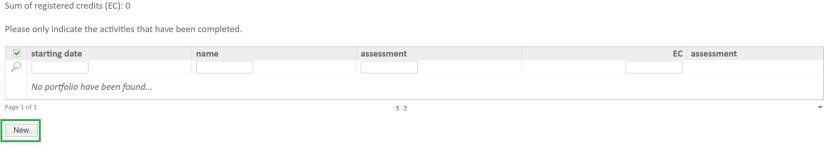 Sum of registered credits (EC): 0
Please only indicate the activities that have been completed.
starting date name assessment EC assessment
No portfolio have been found...
Page 1 of 1 ≤ ≥
New